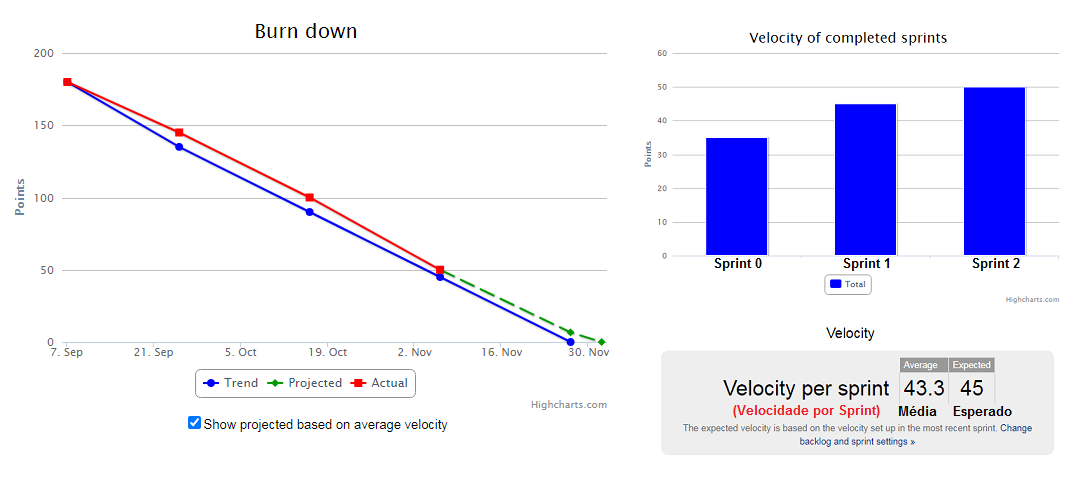 Burn down
200
150
100
50
0
Points
7. Sep 21. Sep 5. Oct 19. Oct 2. Nov 16. Nov 30. Nov
Trend Projected Actual
Highcharts.com
Show projected based on average velocity
Velocity of completed sprints
60
50
40
30
20
10
0
Points
Sprint 0 Sprint 1 Sprint 2
Total
Highcharts.com
Velocity
Average Expected
Velocity per sprint 43.3 45
(Velocidade por Sprint) Média Esperado
The expected velocity is based on the velocity set up in the most recent sprint. Change
backlog and sprint settings »